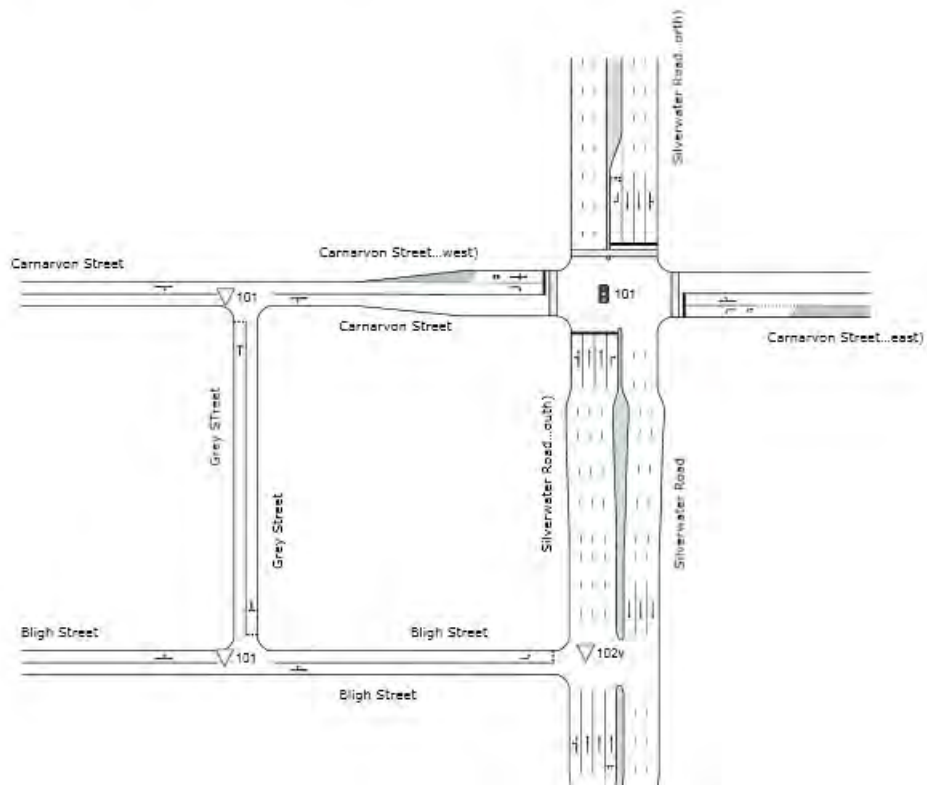 Silverwater Road...orth)
Carnarvon Street...west)
Carnarvon Street
101
101
Carnarvon Street
Carnarvon Street...east)
Grey STreet
Silverwater Road...outh)
Silverwater Road
Grey Street
Bligh Street
Bligh Street
101
102v
Bligh Street